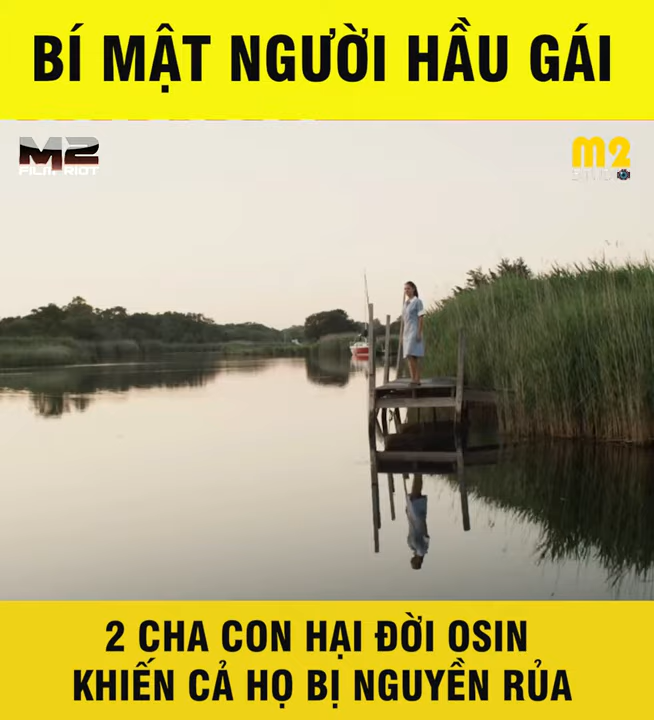 BÍ MẬT NGƯỜI HẦU GÁI
M2
FILM RIOT
M2
2 CHA CON HẠI ĐỜI OSIN
KHIẾN CẢ HỌ BỊ NGUYỀN RỦA